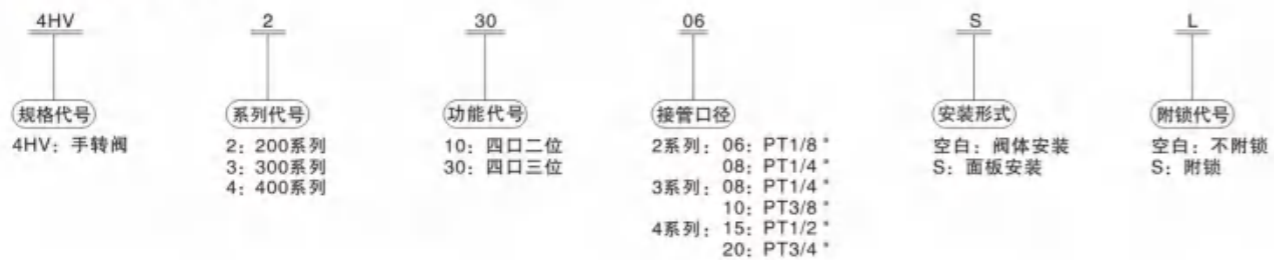 4HV 2 30 06 S L
规格代号 系列代号 功能代号 接管口径 安装形式 附锁代号
4HV：手转阀 2：200系列 10：四口二位 2系列：06：PT1/8" 空白：阀体安装 空白：不附锁
3：300系列 30：四口三位 08：PT1/4" S：面板安装 S：附锁
4：400系列 3系列：08：PT1/4"
10：PT3/8"
4系列：15：PT1/2"
20：PT3/4"